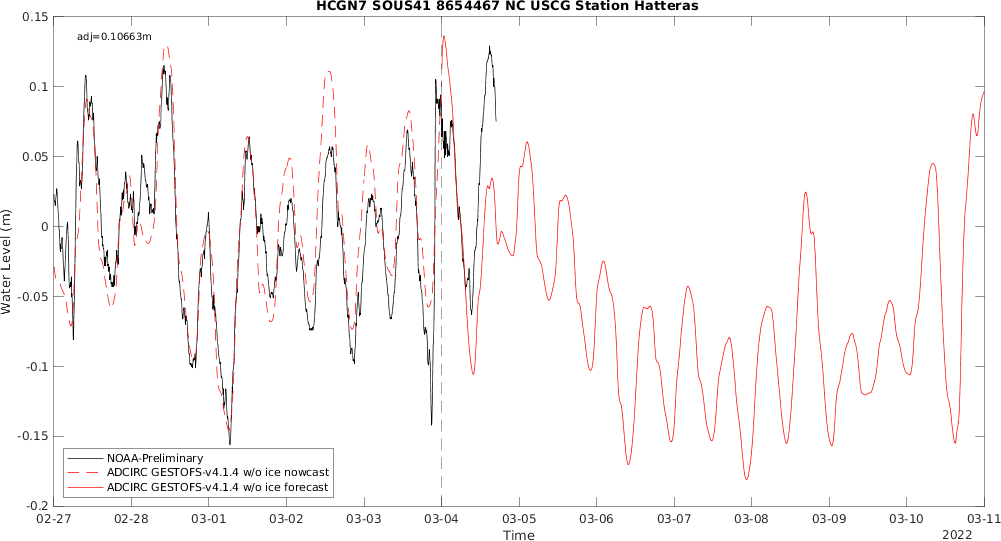 HCGN7 SOUS41 8654467 NC USCG Station Hatteras
adj=0.10663m
0.15
0.1
0.05
0
-0.05
-0.1
-0.15
-0.2
Water Level (m)
NOAA-Preliminary
ADCIRC GESTOFS-v4.1.4 w/o ice nowcast
ADCIRC GESTOFS-v4.1.4 w/o ice forecast
02-27 02-28 03-01 03-02 03-03 03-04 03-05 03-06 03-07 03-08 03-09 03-10 03-11
Time
2022